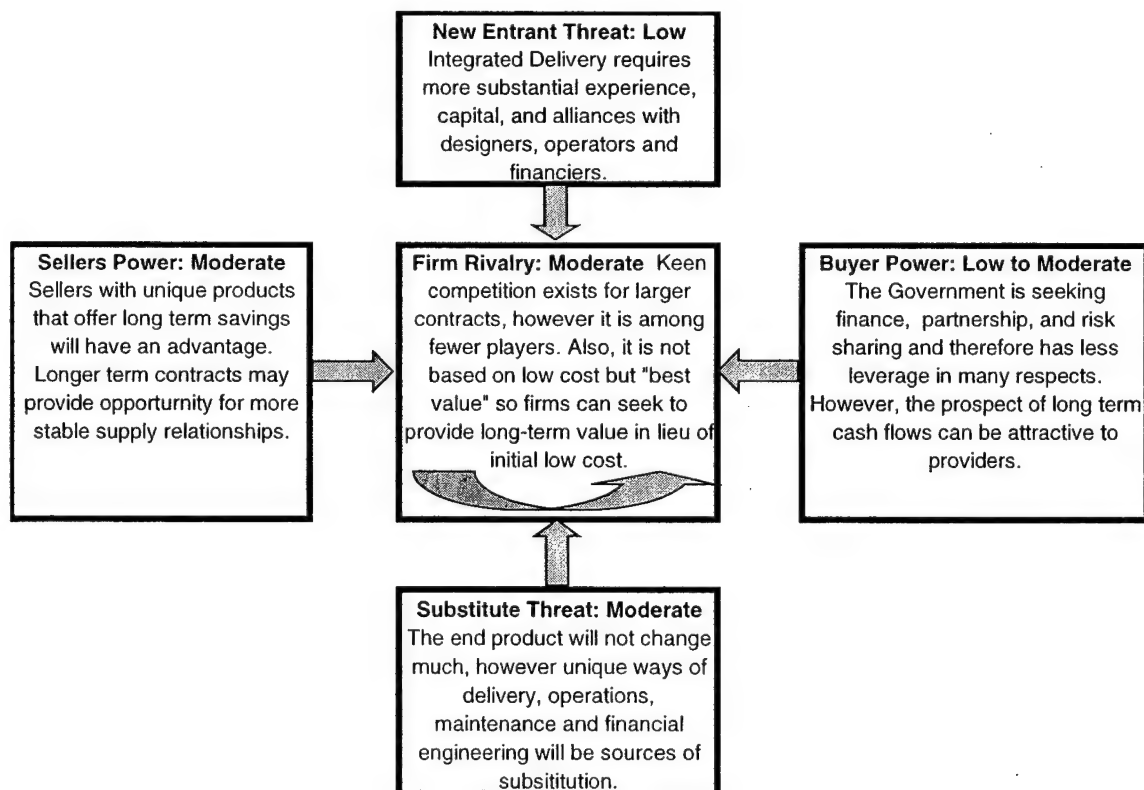 New Entrant Threat: Low
Integrated Delivery requires
more substantial experience,
capital, and alliances with
designers, operators and
financiers.
Sellers Power: Moderate
Sellers with unique products
that offer long term savings
will have an advantage.
Longer term contracts may
provide opporturnity for more
stable supply relationships.
Firm Rivalry: Moderate Keen
competition exists for larger
contracts, however it is among
fewer players. Also, it is not
based on low cost but "best
value" so firms can seek to
provide long-term value in lieu of
initial low cost.
Buyer Power: Low to Moderate
The Government is seeking
finance, partnership, and risk
sharing and therefore has less
leverage in many respects.
However, the prospect of long term
cash flows can be attractive to
providers.
Substitute Threat: Moderate
The end product will not change
much, however unique ways of
delivery, operations,
maintenance and financial
engineering will be sources of
subsititution.